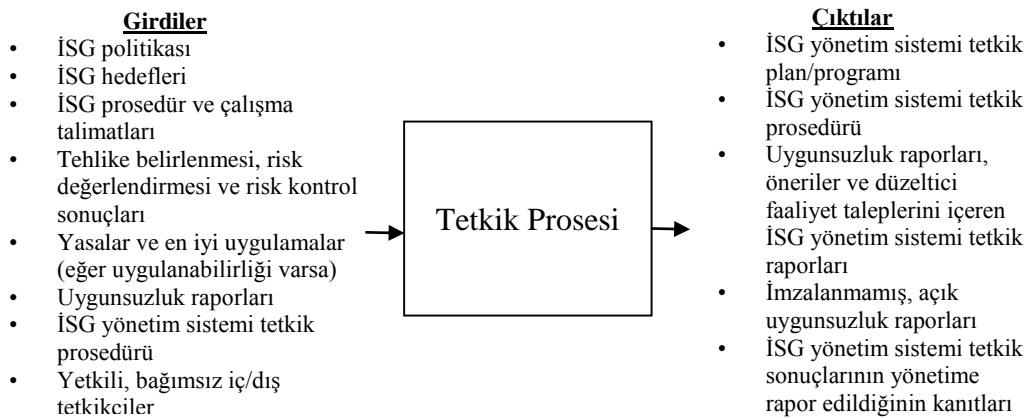 Girdiler
• İSG politikası
• İSG hedefleri
• İSG prosedür ve çalışma
talimatları
• Tehlike belirlenmesi, risk
değerlendirmesi ve risk kontrol
sonuçları
• Yasalar ve en iyi uygulamalar
(eğer uygulanabilirliği varsa)
• Uygunsuzluk raporları
• İSG yönetim sistemi tetkik
prosedürü
• Yetkili, bağımsız iç/dış
tetkikçiler
Tetkik Prosesi
Çıktılar
• İSG yönetim sistemi tetkik
plan/programı
• İSG yönetim sistemi tetkik
prosedürü
• Uygunsuzluk raporları,
öneriler ve düzeltici
faaliyet taleplerini içeren
İSG yönetim sistemi tetkik
raporları
• İmzalanmamış, açık
uygunsuzluk raporları
• İSG yönetim sistemi tetkik
sonuçlarının yönetime
rapor edildiğinin kanıtları